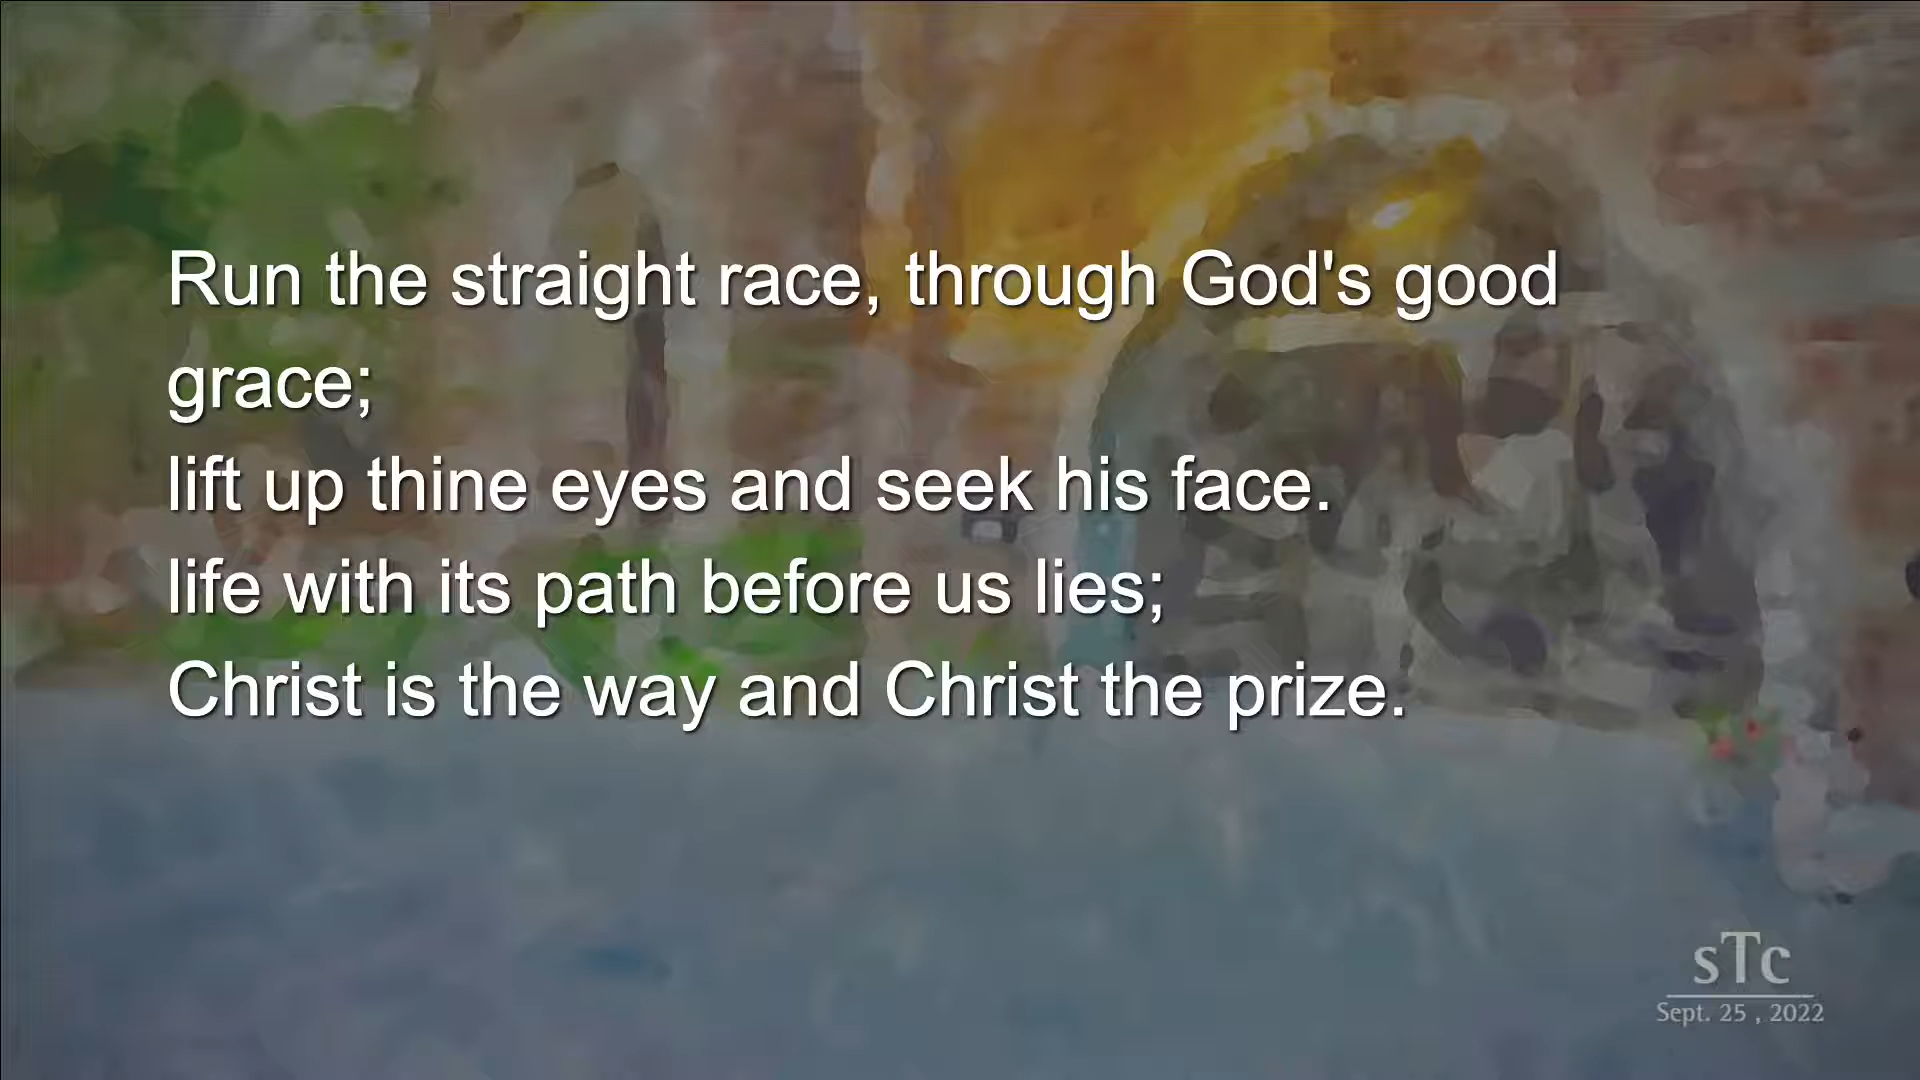 Run the straight race, through God's good
grace;
lift up thine eyes and seek his face.
life with its path before us lies;
Christ is the way and Christ the prize.
sTc
Sept. 25 , 2022